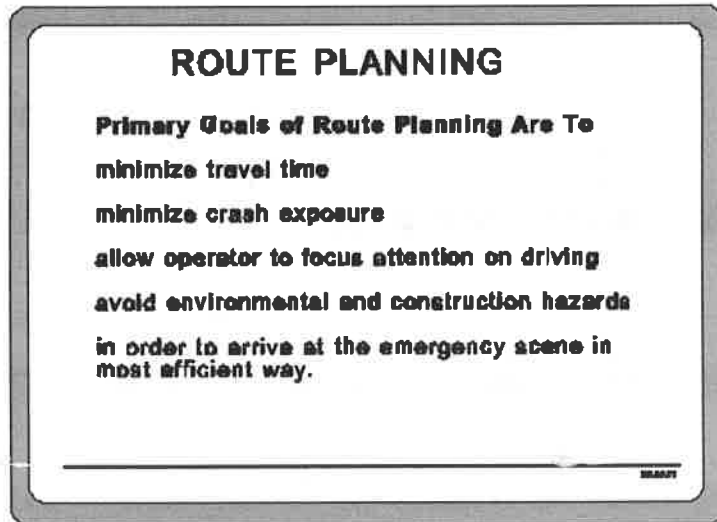 ROUTE PLANNING
Primary Goals of Route Planning Are To
minimize travel time
minimize crash exposure
allow operator to focus attention on driving
avoid environmental and construction hazards
in order to arrive at the emergency scene in
most efficient way.